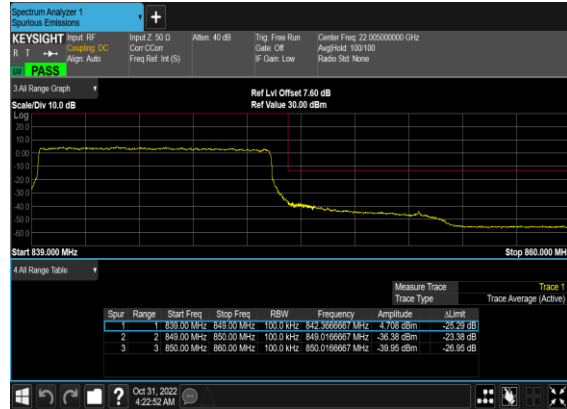 Spectrum Analyzer 1
Spurious Emissions
+
KEYSIGHT Input: RF Input Z: 50 Ω Atten: 40 dB Trig: Free Run Center Freq: 22.005000000 GHz
R T Coupling: DC Corr CCorr Gate: Off Avg|Hold: 100/100
Align: Auto Freq Ref: Int (S) IF Gain: Low Radio Std: None
PASS
3 All Range Graph
Ref Lvl Offset 7.60 dB
Scale/Div 10.0 dB Ref Value 30.00 dBm
Log
20.0
10.0
0.00
-10.0
-20.0
-30.0
-40.0
-50.0
-60.0
Start 839.000 MHz Stop 860.000 MH
4 All Range Table
Measure Trace Trace 1
Trace Type Trace Average (Active)
Spur Range Start Freq Stop Freq RBW Frequency Amplitude ΔLimit
1 1 839.00 MHz 849.00 MHz 100.0 kHz 842.3666667 MHz 4.708 dBm -25.29 dB
2 2 849.00 MHz 850.00 MHz 100.0 kHz 849.0166667 MHz -36.38 dBm -23.38 dB
3 3 850.00 MHz 860.00 MHz 100.0 kHz 850.0166667 MHz -39.95 dBm -26.95 dB
? Oct 31, 2022
4:22:52 AM